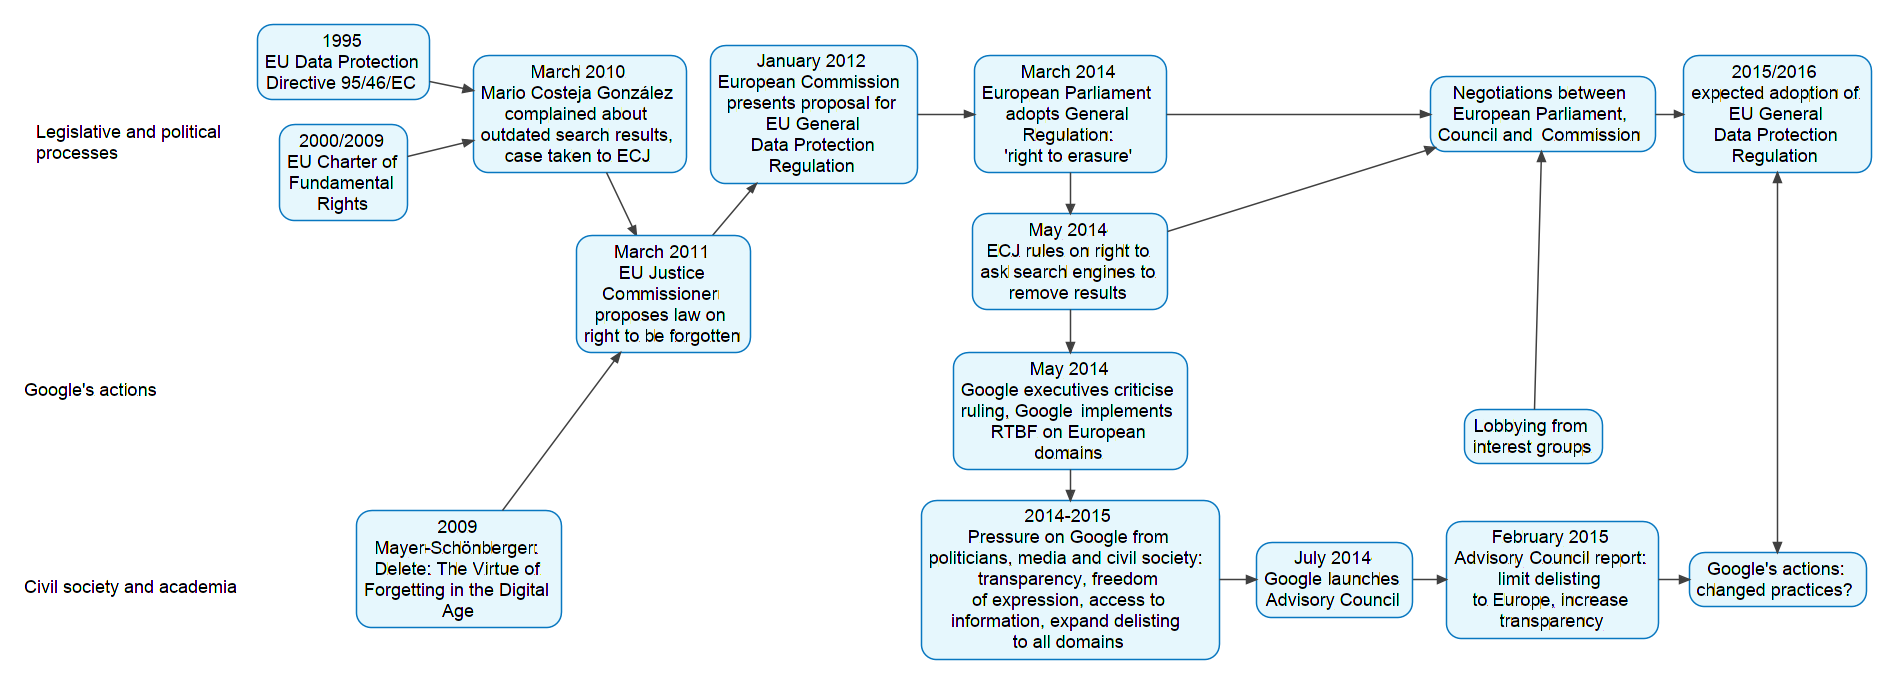 Legislative and political
processes
Google's actions
Civil society and academia
1995
EU Data Protection
Directive 95/46/EC
2000/2009
EU Charter of
Fundamental
Rights
March 2010
Mario Costeja González
complained about
outdated search results,
case taken to ECJ
March 2011
EU Justice
Commissioner
proposes law on
right to be forgotten
2009
Mayer-Schönberger:
Delete: The Virtue of
Forgetting in the Digital
Age
January 2012
European Commission
presents proposal for
EU General
Data Protection
Regulation
March 2014
European Parliament
adopts General
Regulation:
'right to erasure'
May 2014
ECJ rules on right to
ask search engines to
remove results
May 2014
Google executives criticise
ruling, Google implements
RTBF on European
domains
2014-2015
Pressure on Google from
politicians, media and civil society:
transparency, freedom
of expression, access to
information, expand delisting
to all domains
July 2014
Google launches
Advisory Council
February 2015
Advisory Council report:
limit delisting
to Europe, increase
transparency
Google's actions:
changed practices?
Lobbying from
interest groups
Negotiations between
European Parliament,
Council and Commission
2015/2016
expected adoption of
EU General
Data Protection
Regulation